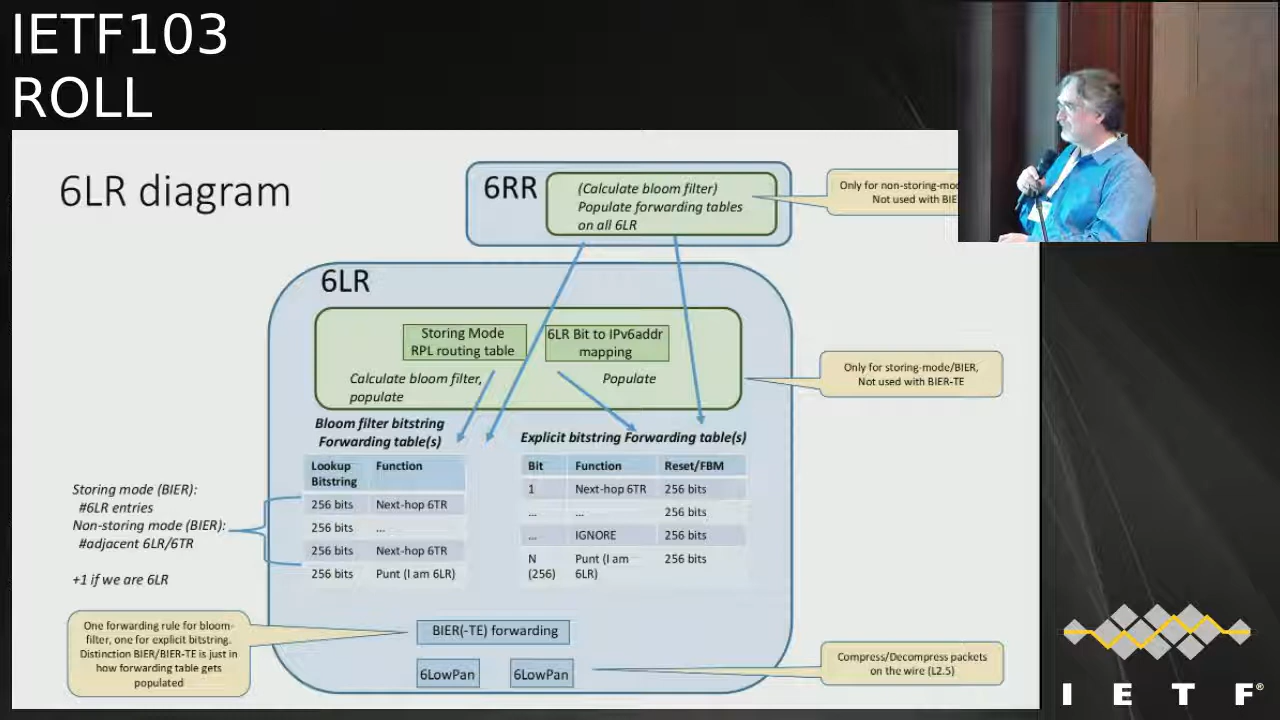 IETF103
ROLL
6LR diagram
6RR
(Calculate bloom filter)
Populate forwarding tables
on all 6LR
Only for non-storing-mo
Not used with BIE
6LR
Storing Mode
RPL routing table
6LR Bit to IPv6addr
mapping
Calculate bloom filter,
populate
Populate
Only for storing-mode/BIER,
Not used with BIER-TE
Bloom filter bitstring
Forwarding table(s)
Explicit bitstring Forwarding table(s)
Lookup Bitstring Function
256 bits Next-hop 6TR
256 bits ...
256 bits Next-hop 6TR
256 bits Punt (I am 6LR)
Bit Function Reset/FBM
1 Next-hop 6TR 256 bits
... ... 256 bits
... IGNORE 256 bits
N (256) Punt (I am 6LR) 256 bits
Storing mode (BIER):
#6LR entries
Non-storing mode (BIER):
#adjacent 6LR/6TR
+1 if we are 6LR
One forwarding rule for bloom-
filter, one for explicit bitstring.
Distinction BIER/BIER-TE is just in
how forwarding table gets
populated
BIER(-TE) forwarding
6LowPan
6LowPan
Compress/Decompress packets
on the wire (L2.5)
I E T F®